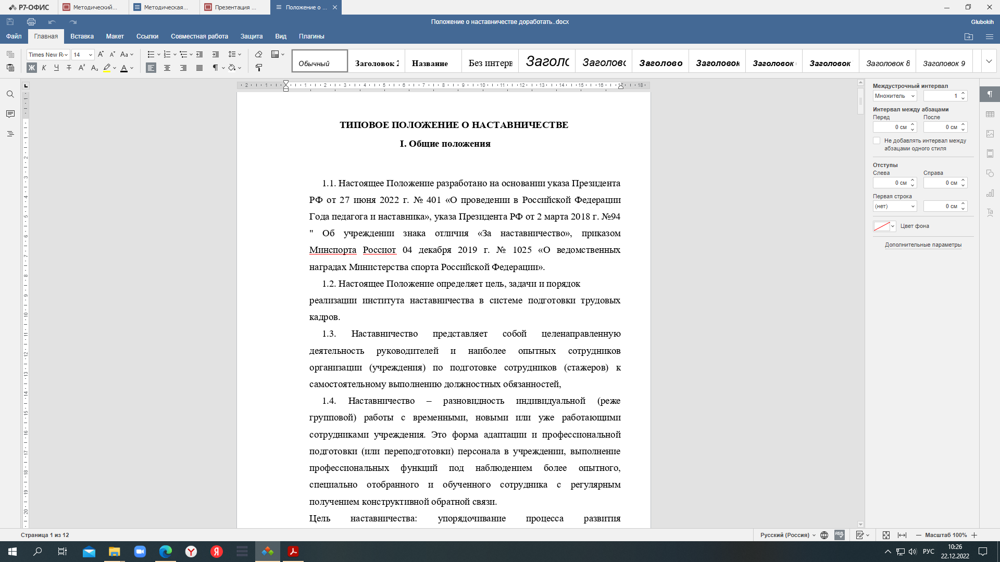 Р7-ОФИС
Методический...
Методическая...
Презентация ...
Положение о ...
Положение о наставничестве доработать..docx
Glubokih
Файл
Главная
Вставка
Макет
Ссылки
Совместная работа
Защита
Вид
Плагины
Times New R
14
Обычный
Заголовок 2
Название
Без интерв
Заголо
Заголово
Заголово
Заголовок
Заголовок
Заголовок
Заголовок 8
Заголовок 9
ТИПОВОЕ ПОЛОЖЕНИЕ О НАСТАВНИЧЕСТВЕ
I. Общие положения
1.1. Настоящее Положение разработано на основании указа Президента
РФ от 27 июня 2022 г. № 401 «О проведении в Российской Федерации
Года педагога и наставника», указа Президента РФ от 2 марта 2018 г. №94
" Об учреждении знака отличия «За наставничество», приказом
Минспорта Россиот 04 декабря 2019 г. № 1025 «О ведомственных
наградах Министерства спорта Российской Федерации».
1.2. Настоящее Положение определяет цель, задачи и порядок
реализации института наставничества в системе подготовки трудовых
кадров.
1.3. Наставничество представляет собой целенаправленную
деятельность руководителей и наиболее опытных сотрудников
организации (учреждения) по подготовке сотрудников (стажеров) к
самостоятельному выполнению должностных обязанностей,
1.4. Наставничество – разновидность индивидуальной (реже
групповой) работы с временными, новыми или уже работающими
сотрудниками учреждения. Это форма адаптации и профессиональной
подготовки (или переподготовки) персонала в учреждении, выполнение
профессиональных функций под наблюдением более опытного,
специально отобранного и обученного сотрудника с регулярным
получением конструктивной обратной связи.
Цель наставничества: упорядочивание процесса развития
Междустрочный интервал
Множитель
1
Интервал между абзацами
Перед
После
0 см
0 см
Не добавлять интервал между
абзацами одного стиля
Отступы
Слева
Справа
0 см
0 см
Первая строка
(нет)
0 см
Цвет фона
Дополнительные параметры
Страница 1 из 12
Русский (Россия)
Масштаб 100%
РУС
10:26
22.12.2022